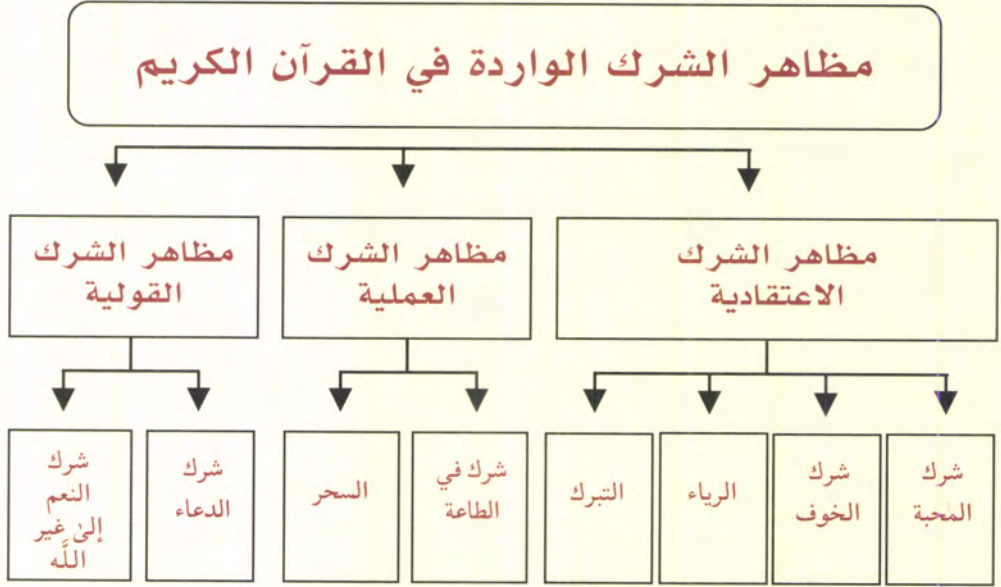 مظاهر الشرك الواردة في القرآن الكريم
مظاهر الشرك
الاعتقادية
مظاهر الشرك
العملية
مظاهر الشرك
القولية
شرك
المحبة
شرك
الخوف
الرياء
التبرك
شرك في
الطاعة
السحر
شرك
الدعاء
شرك
النعم
إلى غير
اللَّه